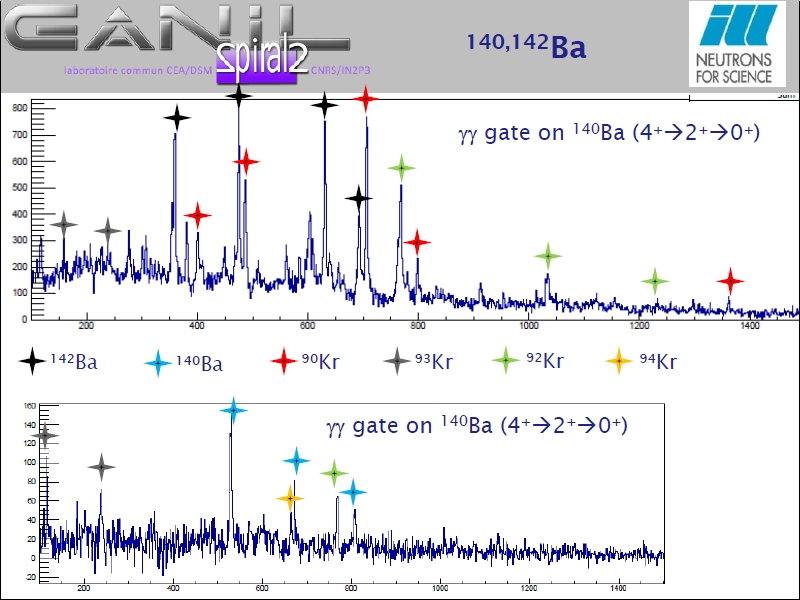 GANIL
spiral2
laboratoire commun CEA/DSM CNRS/IN2P3
140,142Ba
ill
NEUTRONS
FOR SCIENCE
γγ gate on 140Ba (4+→2+→0+)
800
700
600
500
400
300
200
100
0
200 400 600 800 1000 1200 1400
142Ba 140Ba 90Kr 93Kr 92Kr 94Kr
γγ gate on 140Ba (4+→2+→0+)
160
140
120
100
80
60
40
20
0
-20
200 400 600 800 1000 1200 1400